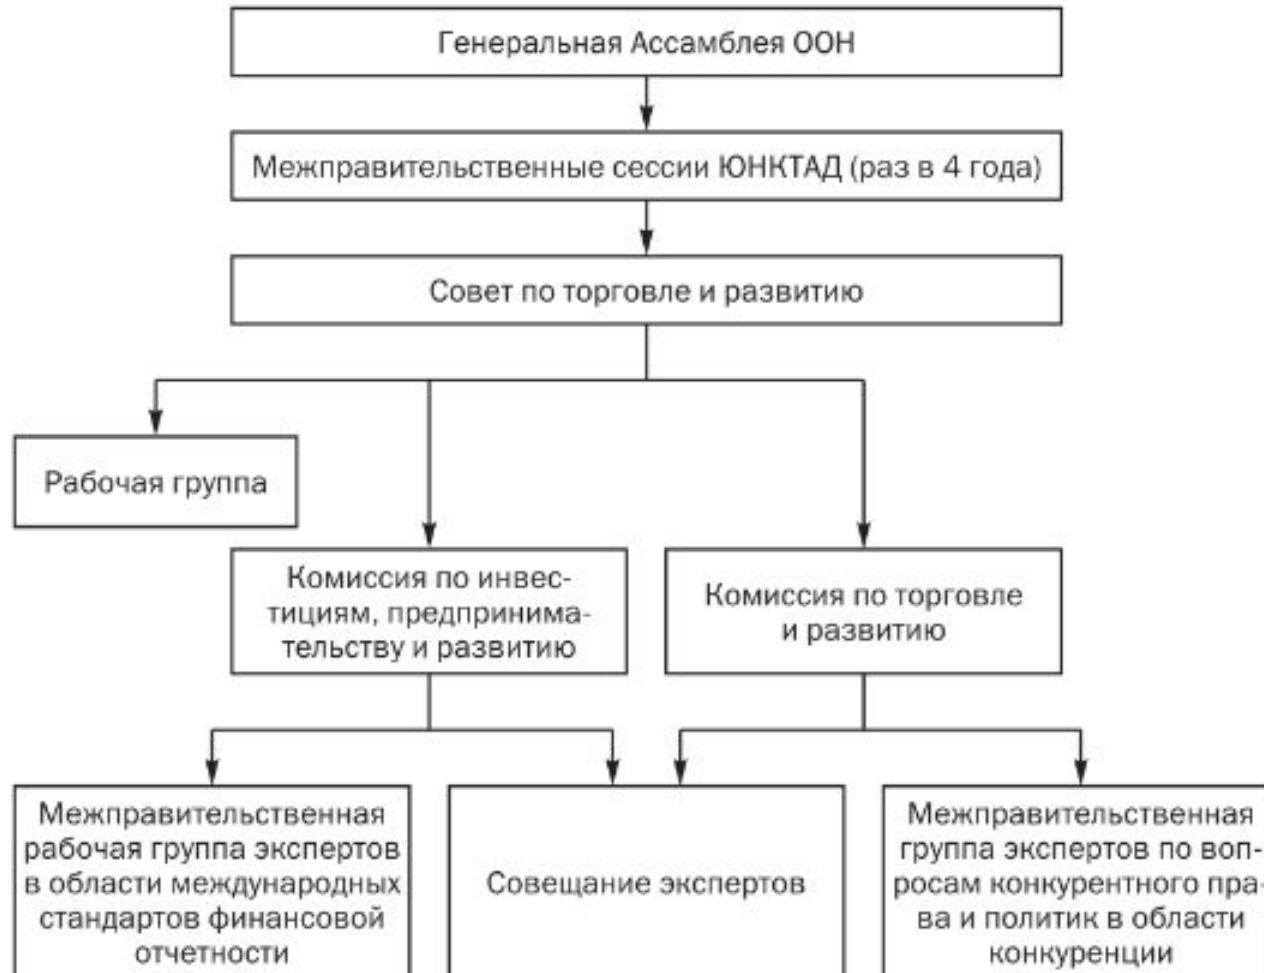 Генеральная Ассамблея ООН
Межправительственные сессии ЮНКТАД (раз в 4 года)
Совет по торговле и развитию
Рабочая группа
Комиссия по инвес-
тициям, предпринима-
тельству и развитию
Комиссия по торговле
и развитию
Межправительственная
рабочая группа экспертов
в области международных
стандартов финансовой
отчетности
Совещание экспертов
Межправительственная
группа экспертов по воп-
росам конкурентного пра-
ва и политик в области
конкуренции